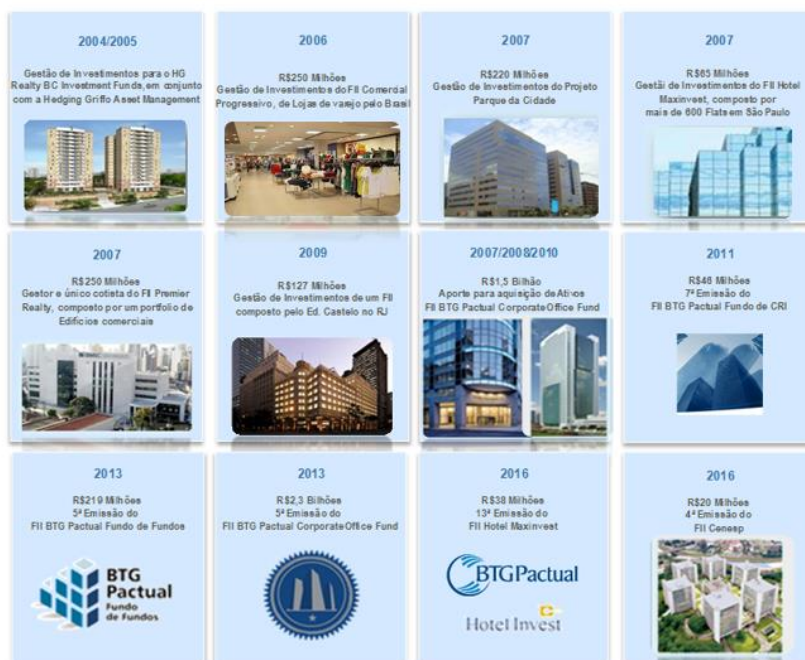 2004/2005
Gestão de Investimentos para o HG
Realty BC Investment Funds, em conjunto
com a Hedging Griffo Asset Management
2006
R$250 Milhões
Gestão de Investimentos do FII Comercial
Progressivo, de Lojas de varejo pelo Brasil
2007
R$220 Milhões
Gestão de Investimentos do Projeto
Parque da Cidade
2007
R$65 Milhões
Gestãi de Investimentos do FII Hotel
Maxinvest, composto por
mais de 600 Flats em São Paulo
2007
R$250 Milhões
Gestor e único cotista do FII Premier
Realty, composto por um portfolio de
Edifícios comerciais
2009
R$127 Milhões
Gestão de Investimentos de um FII
composto pelo Ed. Castelo no RJ
2007/2008/2010
R$1,5 Bilhão
Aporte para aquisição de Ativos
FII BTG Pactual Corporate Office Fund
2011
R$46 Milhões
7ª Emissão do
FII BTG Pactual Fundo de CRI
2013
R$219 Milhões
5ª Emissão do
FII BTG Pactual Fundo de Fundos
BTG
Pactual
Fundo
de Fundos
2013
R$2,3 Bilhões
5ª Emissão do
FII BTG Pactual Corporate Office Fund
2016
R$38 Milhões
13ª Emissão do
FII Hotel Maxinvest
BTGPactual
Hotel Invest
2016
R$20 Milhões
4ª Emissão do
FII Cenesp